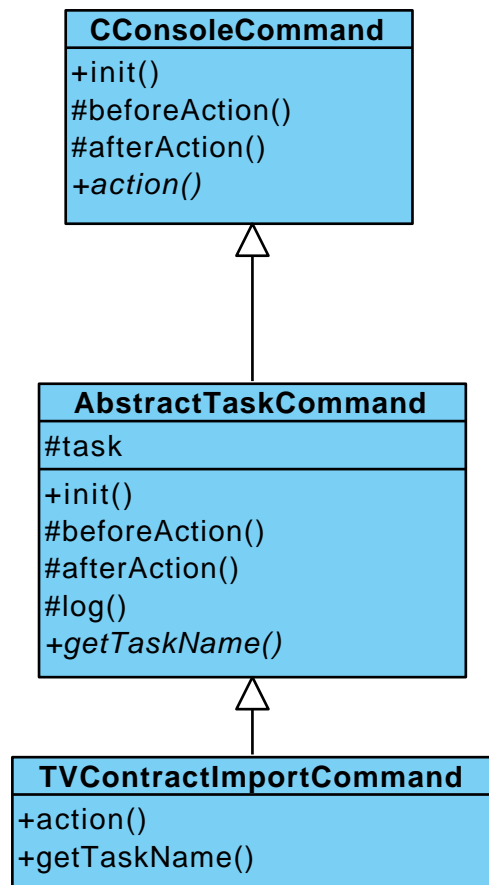 CConsoleCommand
+init()
#beforeAction()
#afterAction()
+action()
AbstractTaskCommand
#task
+init()
#beforeAction()
#afterAction()
#log()
+getTaskName()
TVContractImportCommand
+action()
+getTaskName()